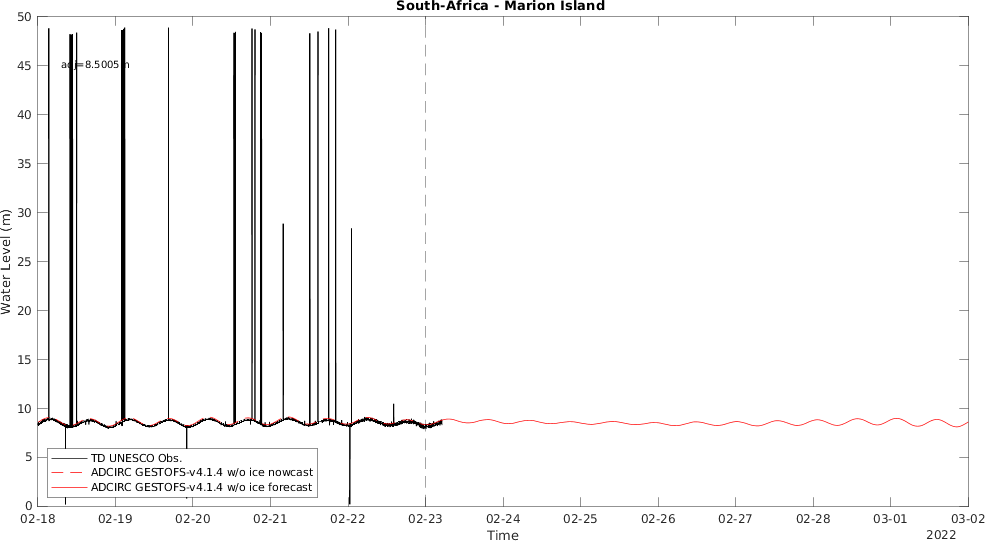 South-Africa - Marion Island
50
45
40
35
30
25
20
15
10
5
0
Water Level (m)
adj=8.5005 m
TD UNESCO Obs.
ADCIRC GESTOFS-v4.1.4 w/o ice nowcast
ADCIRC GESTOFS-v4.1.4 w/o ice forecast
02-18 02-19 02-20 02-21 02-22 02-23 02-24 02-25 02-26 02-27 02-28 03-01 03-02
Time
2022